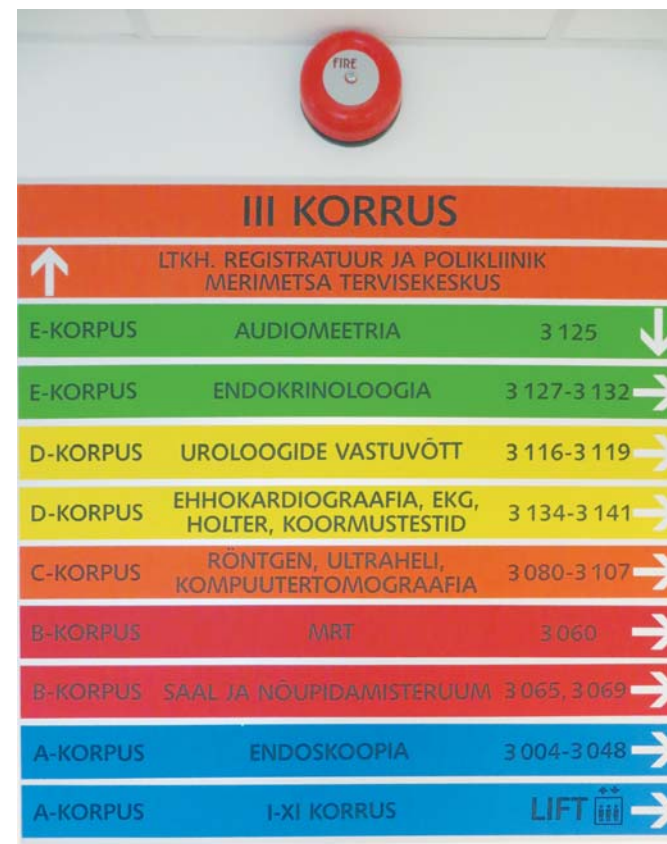 FIRE
III KORRUS
LTKH. REGISTRATUUR JA POLIKLIINIK
MERIMETSA TERVISEKESKUS
E-KORPUS AUDIOMEETRIA 3 125
E-KORPUS ENDOKRINOLOOGIA 3 127-3 132
D-KORPUS UROLOOGIDE VASTUVÕTT 3 116-3 119
D-KORPUS EHHOKARDIOGRAAFIA, EKG,
HOLTER, KOORMUSTESTID 3 134-3 141
C-KORPUS RÖNTGEN, ULTRAHELI,
KOMPUUTERTOMOGRAAFIA 3 080-3 107
B-KORPUS MRT 3 060
B-KORPUS SAAL JA NÕUPIDAMISTERUUM 3 065, 3 069
A-KORPUS ENDOSKOOPIA 3 004-3 048
A-KORPUS I-XI KORRUS LIFT